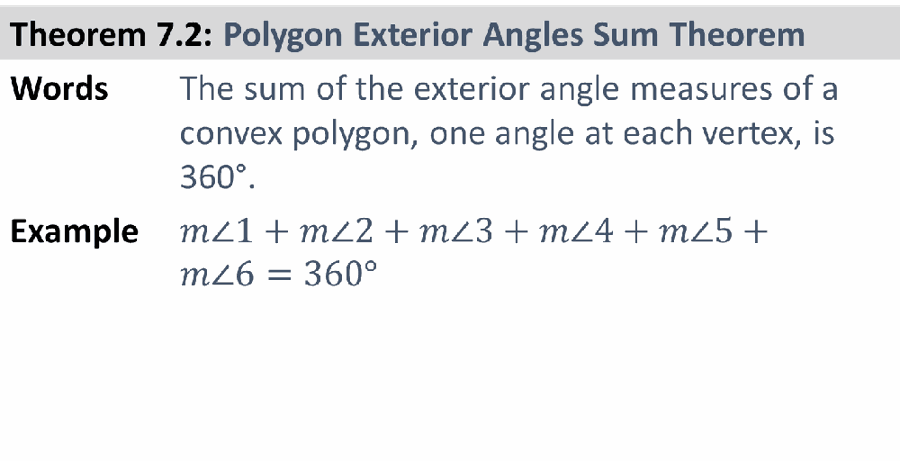 Theorem 7.2: Polygon Exterior Angles Sum Theorem
Words The sum of the exterior angle measures of a
convex polygon, one angle at each vertex, is
360°.
Example 𝑚∠1 + 𝑚∠2 + 𝑚∠3 + 𝑚∠4 + 𝑚∠5 +
𝑚∠6 = 360°